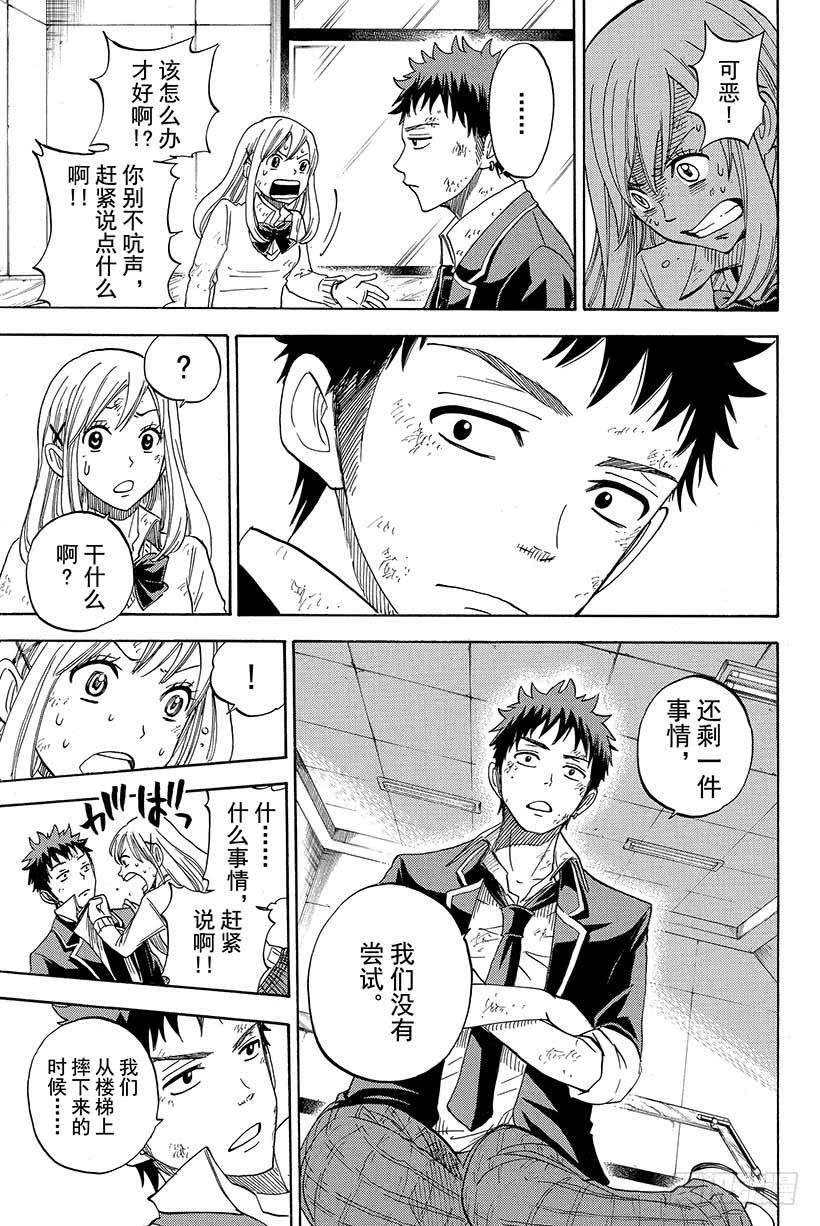 可恶！
……
该怎么办
才好啊!?
你别不吭声，
赶紧说点什么
啊!!
?
干什么
啊?
还剩一件
事情，
我们没有
尝试。
!
什……
什么事情，
赶紧
说啊!!
がばっ
我们
从楼梯上
摔下来的
时候……